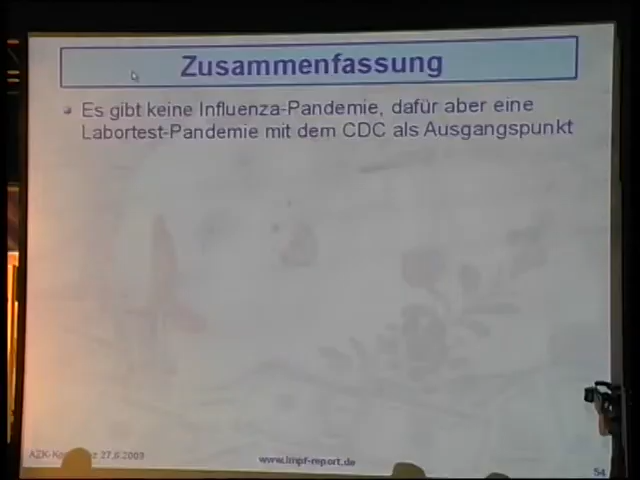 Zusammenfassung
Es gibt keine Influenza-Pandemie, dafür aber eine
Labortest-Pandemie mit dem CDC als Ausgangspunkt
27.6.2009
www.impf-report.de
54